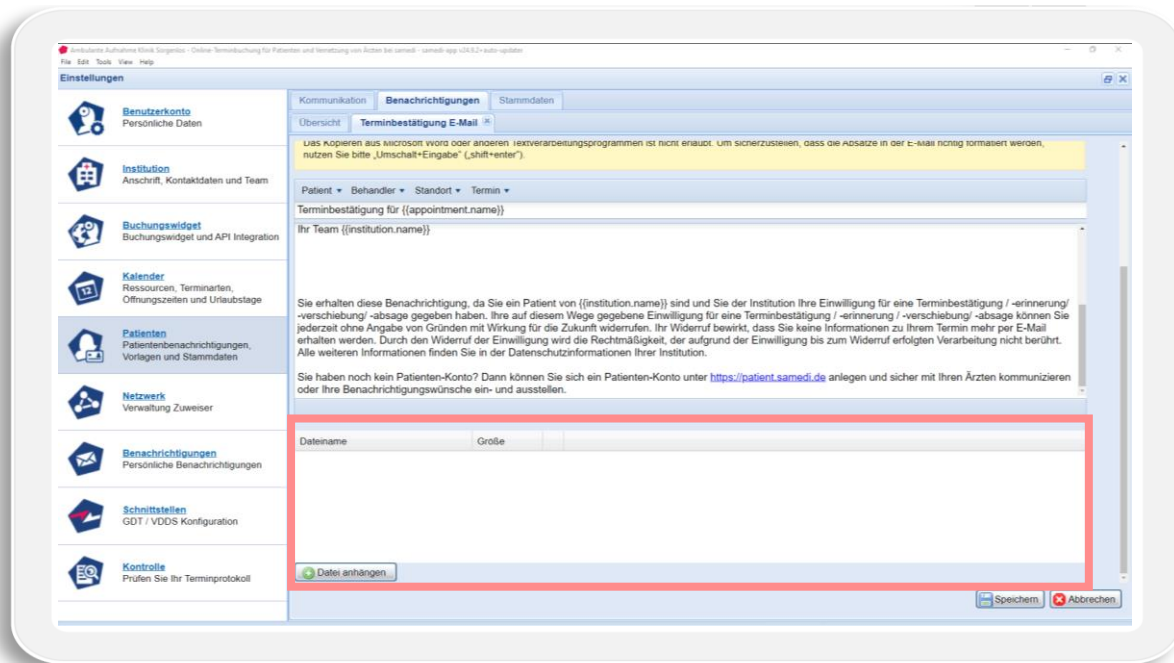 Ambulante Aufnahme Klinik Sorgenlos - Online-Terminbuchung für Patienten und Vernetzung von Ärzten bei samedi - samedi-app v24.9.2+auto-updater
File Edit Tools View Help
Einstellungen
Benutzerkonto
Persönliche Daten
Institution
Anschrift, Kontaktdaten und Team
Buchungswidget
Buchungswidget und API Integration
Kalender
Ressourcen, Terminarten,
Öffnungszeiten und Urlaubstage
Patienten
Patientenbenachrichtigungen,
Vorlagen und Stammdaten
Netzwerk
Verwaltung Zuweiser
Benachrichtigungen
Persönliche Benachrichtigungen
Schnittstellen
GDT / VDDS Konfiguration
Kontrolle
Prüfen Sie Ihr Terminprotokoll
Kommunikation Benachrichtigungen Stammdaten
Übersicht Terminbestätigung E-Mail
Das Kopieren aus Microsoft Word oder anderen Textverarbeitungsprogrammen ist nicht erlaubt. Um sicherzustellen, dass die Absätze in der E-Mail richtig formatiert werden,
nutzen Sie bitte „Umschalt+Eingabe" („shift+enter").
Patient Behandler Standort Termin
Terminbestätigung für {{appointment.name}}
Ihr Team {{institution.name}}
Sie erhalten diese Benachrichtigung, da Sie ein Patient von {{institution.name}} sind und Sie der Institution Ihre Einwilligung für eine Terminbestätigung / -erinnerung/
-verschiebung/ -absage gegeben haben. Ihre auf diesem Wege gegebene Einwilligung für eine Terminbestätigung / -erinnerung / -verschiebung/ -absage können Sie
jederzeit ohne Angabe von Gründen mit Wirkung für die Zukunft widerrufen. Ihr Widerruf bewirkt, dass Sie keine Informationen zu Ihrem Termin mehr per E-Mail
erhalten werden. Durch den Widerruf der Einwilligung wird die Rechtmäßigkeit, der aufgrund der Einwilligung bis zum Widerruf erfolgten Verarbeitung nicht berührt.
Alle weiteren Informationen finden Sie in der Datenschutzinformationen Ihrer Institution.
Sie haben noch kein Patienten-Konto? Dann können Sie sich ein Patienten-Konto unter https://patient.samedi.de anlegen und sicher mit Ihren Ärzten kommunizieren
oder Ihre Benachrichtigungswünsche ein- und ausstellen.
Dateiname Größe
Datei anhängen
Speichern Abbrechen